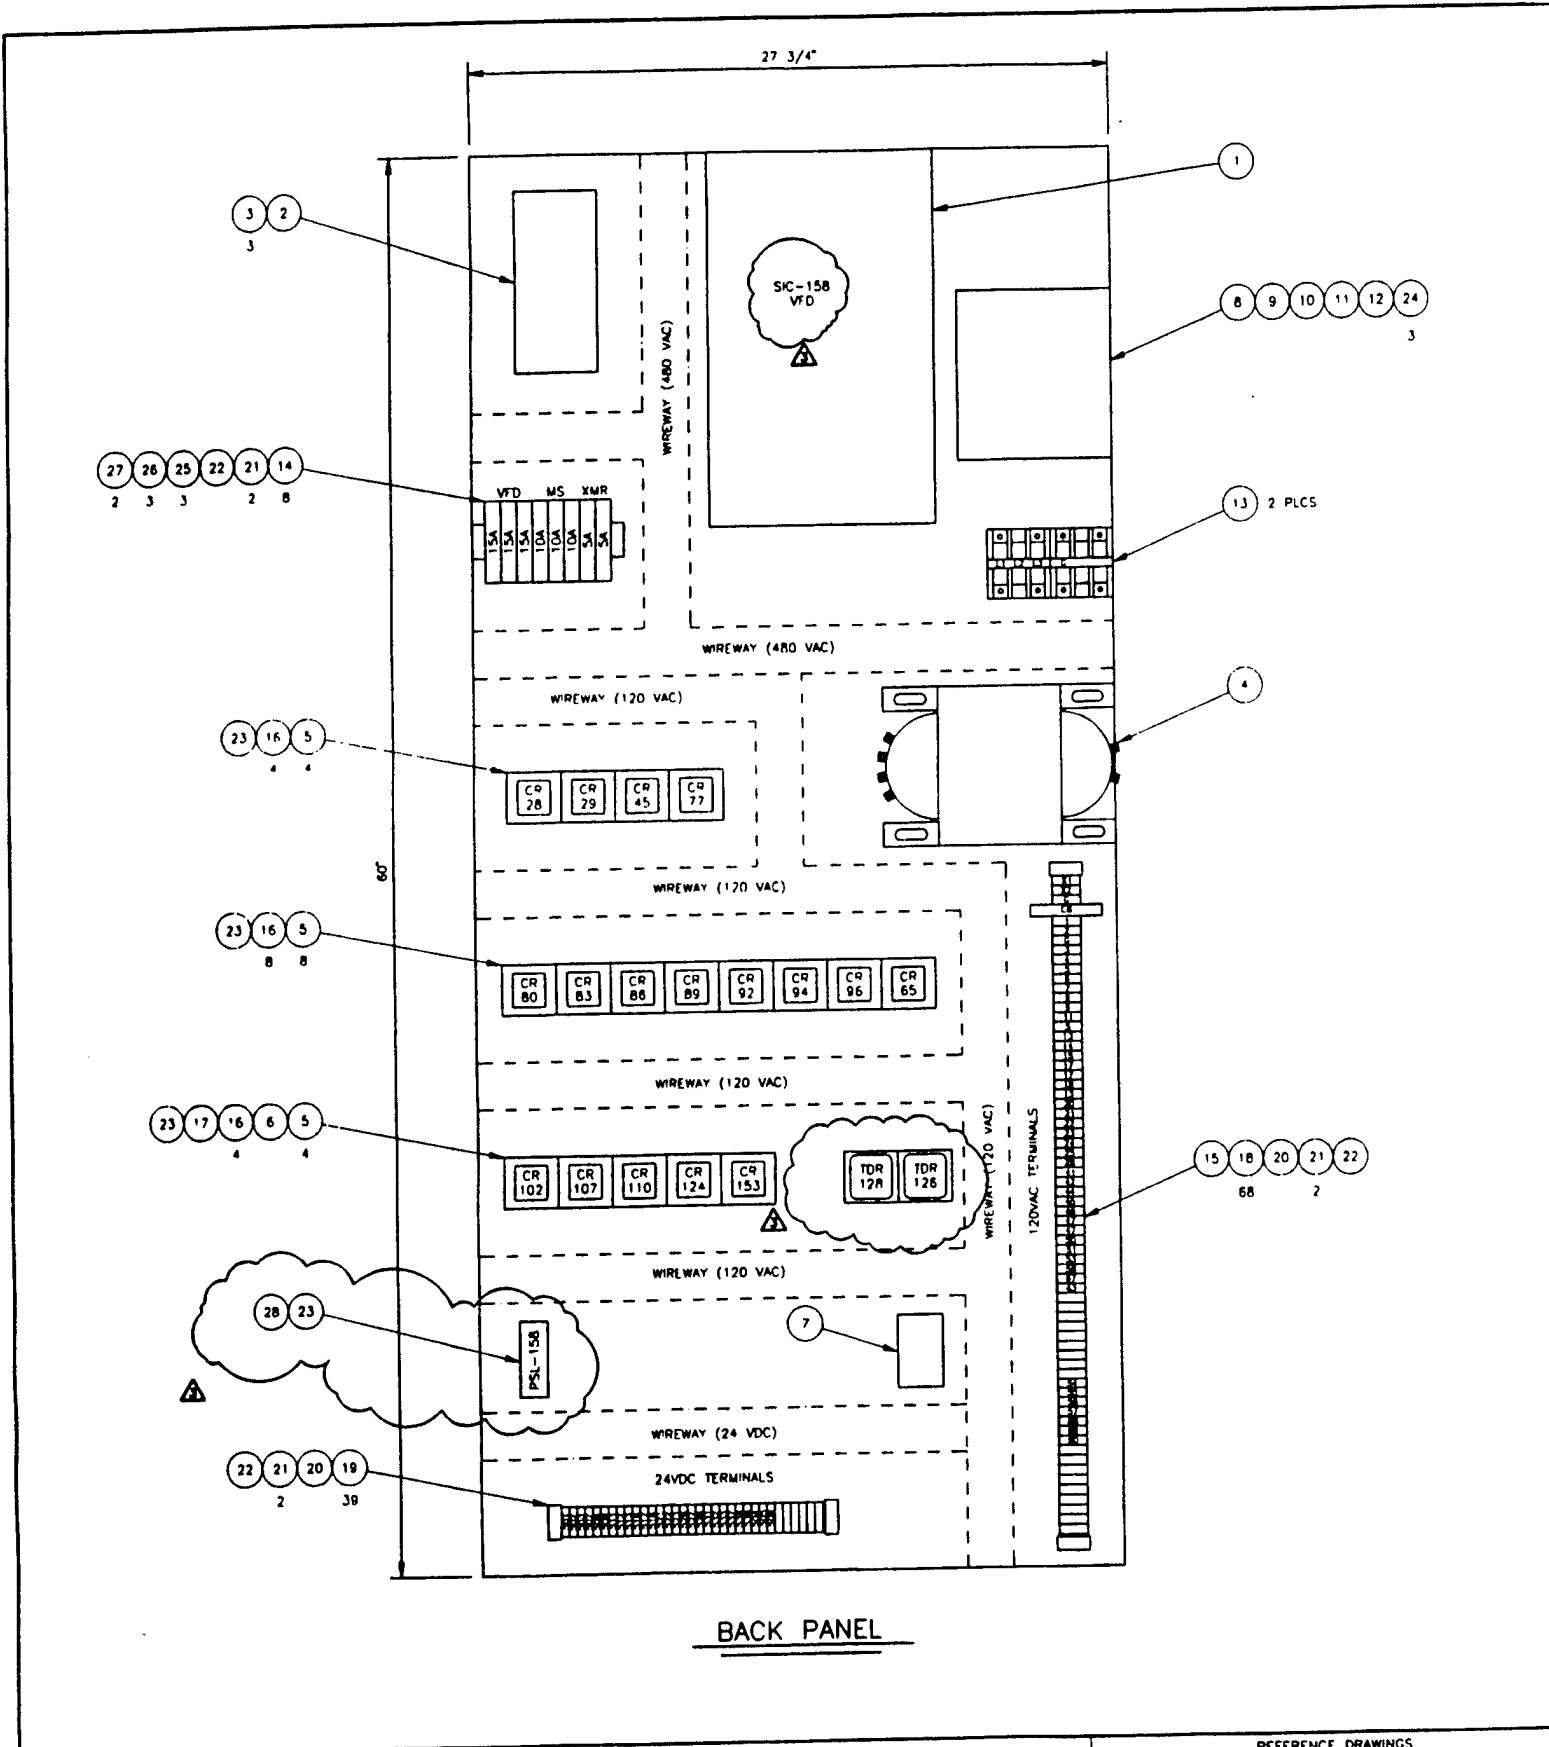 27 3/4"
1
3 2
3
SIC-158
VFD
3
WIREWAY (480 VAC)
8 9 10 11 12 24
3
27 26 25 22 21 14
2 3 3 2 8
VFD MS XMR
15A 15A 15A 10A 10A 10A 5A 5A
13 2 PLCS
WIREWAY (480 VAC)
WIREWAY (120 VAC)
4
23 16 5
4 4
CR
28
CR
29
CR
45
CR
77
60"
WIREWAY (120 VAC)
23 16 5
8 8
CR
80
CR
83
CR
86
CR
89
CR
92
CR
94
CR
96
CR
65
WIREWAY (120 VAC)
23 17 16 6 5
4 4
CR
102
CR
107
CR
110
CR
124
CR
153
TDR
128
TDR
126
3
WIREWAY (120 VAC)
120VAC TERMINALS
15 18 20 21 22
68 2
WIREWAY (120 VAC)
28 23
PSL-158
7
3
WIREWAY (24 VDC)
22 21 20 19
2 39
24VDC TERMINALS
BACK PANEL
REFERENCE DRAWINGS